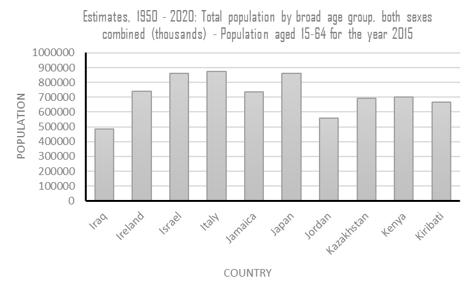 Estimates, 1950 - 2020: Total population by broad age group, both sexes
combined (thousands) - Population aged 15-64 for the year 2015
1000000
900000
800000
700000
600000
500000
400000
300000
200000
100000
0
POPULATION
Iraq
Ireland
Israel
Italy
Jamaica
Japan
Jordan
Kazakhstan
Kenya
Kiribati
COUNTRY